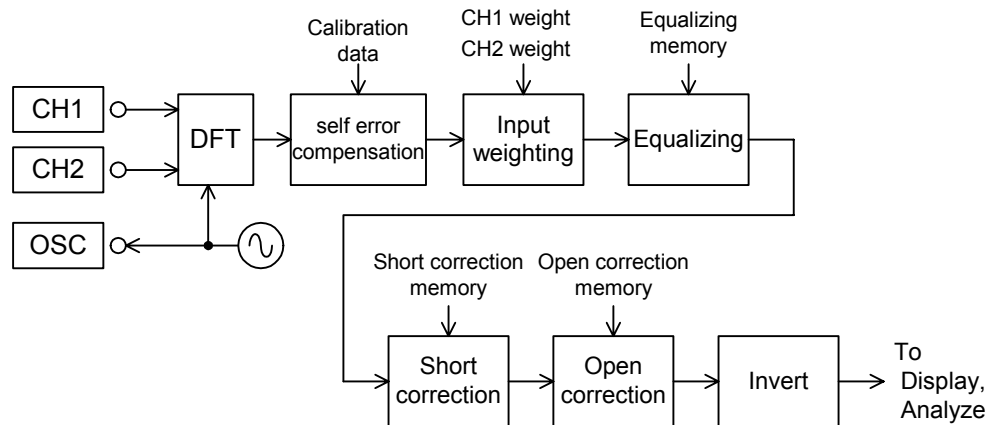 Calibration
data
CH1 weight
CH2 weight
Equalizing
memory
CH1
CH2
OSC
DFT
self error
compensation
Input
weighting
Equalizing
Short correction
memory
Open correction
memory
Short
correction
Open
correction
Invert
To
Display,
Analyze